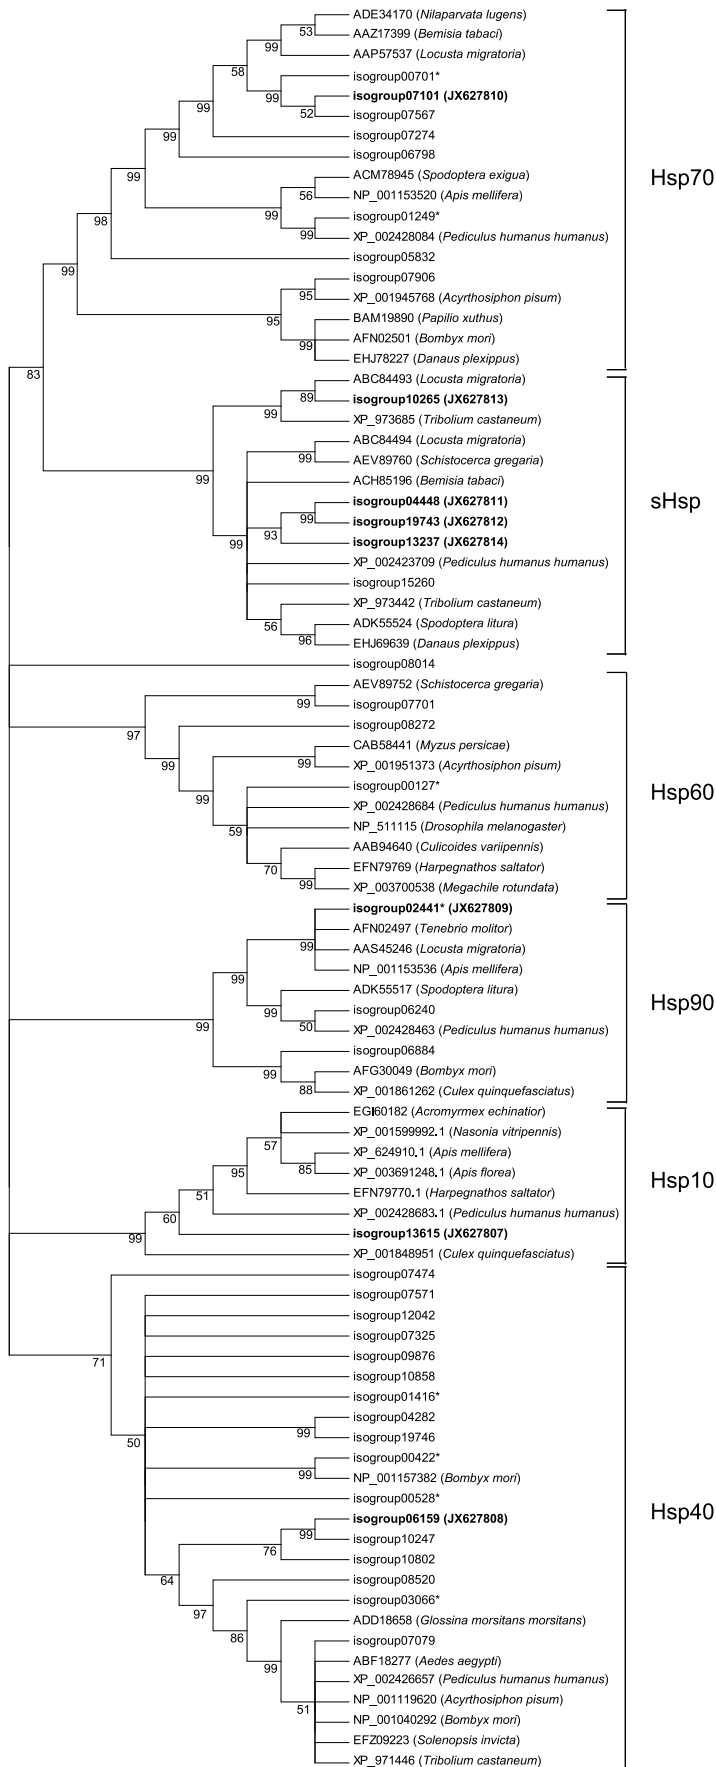 ADE34170 (Nilaparvata lugens)
53
AAZ17399 (Bemisia tabaci)
99
AAP57537 (Locusta migratoria)
58
isogroup00701*
99
isogroup07101 (JX627810)
99
52
isogroup07567
99
isogroup07274
99
isogroup06798
Hsp70
ACM78945 (Spodoptera exigua)
56
NP_001153520 (Apis mellifera)
98
99
isogroup01249*
99
XP_002428084 (Pediculus humanus humanus)
99
isogroup05832
isogroup07906
95
XP_001945768 (Acyrthosiphon pisum)
95
BAM19890 (Papilio xuthus)
AFN02501 (Bombyx mori)
99
EHJ78227 (Danaus plexippus)
83
ABC84493 (Locusta migratoria)
89
isogroup10265 (JX627813)
99
XP_973685 (Tribolium castaneum)
ABC84494 (Locusta migratoria)
99
AEV89760 (Schistocerca gregaria)
99
ACH85196 (Bemisia tabaci)
isogroup04448 (JX627811)
sHsp
99
isogroup19743 (JX627812)
93
99
isogroup13237 (JX627814)
XP_002423709 (Pediculus humanus humanus)
isogroup15260
XP_973442 (Tribolium castaneum)
56
ADK55524 (Spodoptera litura)
96
EHJ69639 (Danaus plexippus)
isogroup08014
AEV89752 (Schistocerca gregaria)
99
isogroup07701
97
isogroup08272
CAB58441 (Myzus persicae)
99
99
XP_001951373 (Acyrthosiphon pisum)
99
isogroup00127*
Hsp60
XP_002428684 (Pediculus humanus humanus)
59
NP_511115 (Drosophila melanogaster)
AAB94640 (Culicoides variipennis)
70
EFN79769 (Harpegnathos saltator)
99
XP_003700538 (Megachile rotundata)
isogroup02441* (JX627809)
AFN02497 (Tenebrio molitor)
99
AAS45246 (Locusta migratoria)
NP_001153536 (Apis mellifera)
99
ADK55517 (Spodoptera litura)
99
isogroup06240
Hsp90
50
99
XP_002428463 (Pediculus humanus humanus)
isogroup06884
99
AFG30049 (Bombyx mori)
88
XP_001861262 (Culex quinquefasciatus)
EGI60182 (Acromyrmex echinatior)
XP_001599992.1 (Nasonia vitripennis)
57
XP_624910.1 (Apis mellifera)
95
85
XP_003691248.1 (Apis florea)
Hsp10
51
EFN79770.1 (Harpegnathos saltator)
60
XP_002428683.1 (Pediculus humanus humanus)
99
isogroup13615 (JX627807)
XP_001848951 (Culex quinquefasciatus)
isogroup07474
isogroup07571
isogroup12042
isogroup07325
71
isogroup09876
isogroup10858
isogroup01416*
isogroup04282
99
50
isogroup19746
isogroup00422*
99
NP_001157382 (Bombyx mori)
isogroup00528*
Hsp40
isogroup06159 (JX627808)
99
isogroup10247
76
isogroup10802
64
isogroup08520
97
isogroup03066*
86
ADD18658 (Glossina morsitans morsitans)
99
isogroup07079
ABF18277 (Aedes aegypti)
XP_002426657 (Pediculus humanus humanus)
51
NP_001119620 (Acyrthosiphon pisum)
NP_001040292 (Bombyx mori)
EFZ09223 (Solenopsis invicta)
XP_971446 (Tribolium castaneum)